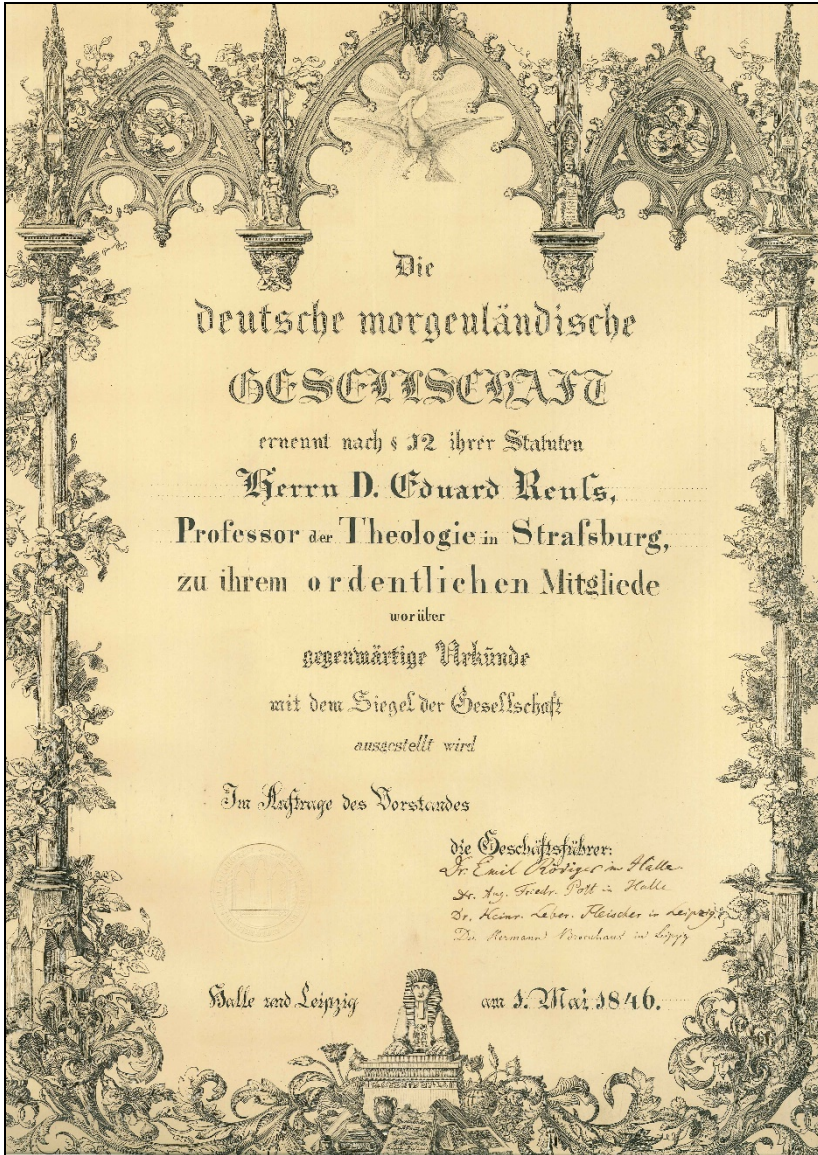 Die
deutsche morgenländische
GESELLSCHAFT
ernennt nach § 12 ihrer Statuten
Herrn D. Eduard Reuſs,
Professor der Theologie in Straſsburg,
zu ihrem ordentlichen Mitgliede
worüber
gegenwärtige Urkunde
mit dem Siegel der Geſellschaft
ausgestellt wird
Im Auftrage des Vorstandes
die Geschäftsführer:
Dr. Emil Rödiger in Halle
Dr. Aug. Friedr. Pott in Halle
Dr. Heinr. Leber. Fleischer in Leipzig
Dr. Hermann Brockhaus in Leipzig
Halle und Leipzig am 1. Mai 1846.